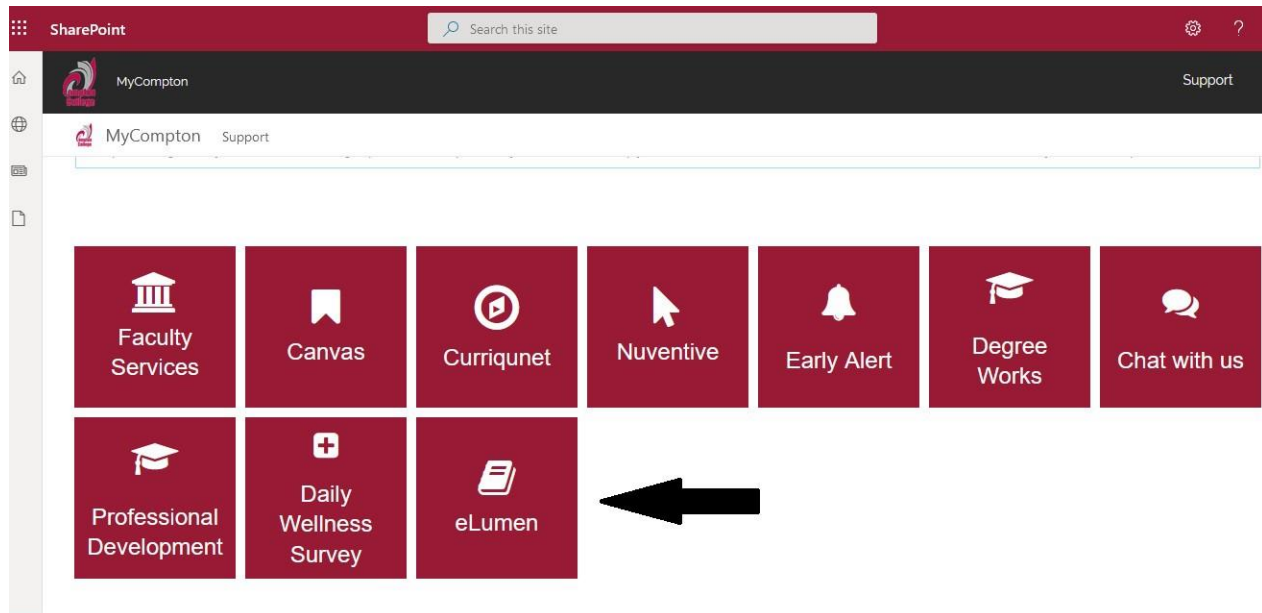 SharePoint
Search this site
?
MyCompton
Support
MyCompton Support
Faculty
Services
Canvas
Curriqunet
Nuventive
Early Alert
Degree
Works
Chat with us
Professional
Development
Daily
Wellness
Survey
eLumen